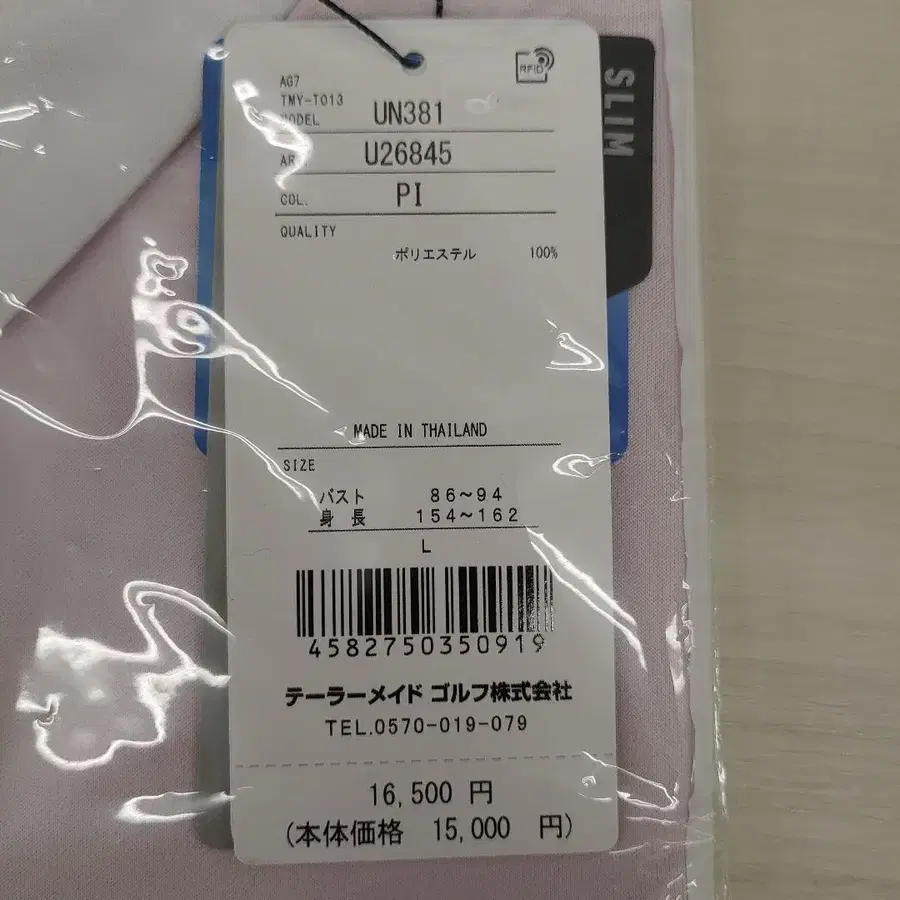 RFID
SLIM
AG7
TMY-T013
MODEL UN381
U26845
COL. PI
QUALITY
ポリエステル 100%
MADE IN THAILAND
SIZE
バスト 86~94
身長 154~162
L
4582750350919
テーラーメイド ゴルフ株式会社
TEL.0570-019-079
16,500 円
(本体価格 15,000 円)